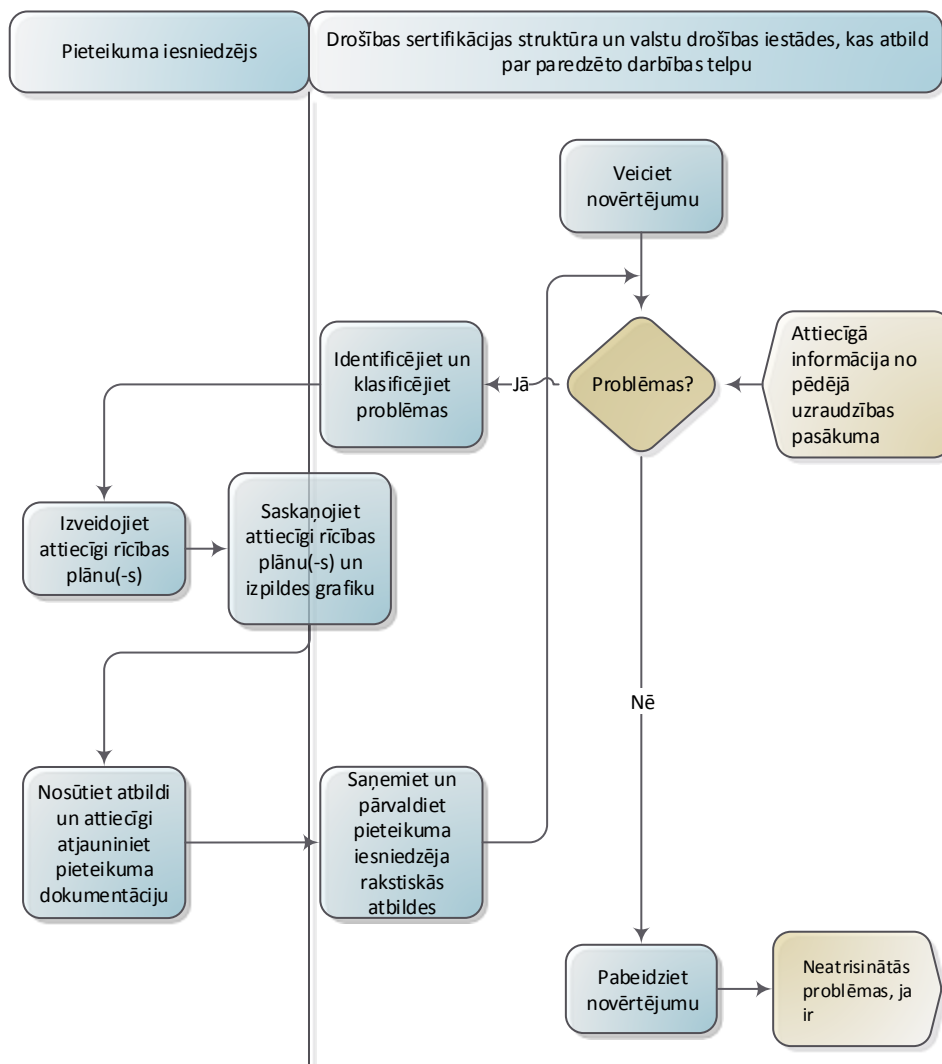 Pieteikuma iesniedzējs
Drošības sertifikācijas struktūra un valstu drošības iestādes, kas atbild
par paredzēto darbības telpu
Veiciet
novērtējumu
Identificējiet un
klasificējiet
problēmas
Jā
Problēmas?
Attiecīgā
informācija no
pēdējā
uzraudzības
pasākuma
Izveidojiet
attiecīgi rīcības
plānu(-s)
Saskaņojiet
attiecīgi rīcības
plānu(-s) un
izpildes grafiku
Nē
Nosūtiet atbildi
un attiecīgi
atjauniniet
pieteikuma
dokumentāciju
Saņemiet un
pārvaldiet
pieteikuma
iesniedzēja
rakstiskās
atbildes
Pabeidziet
novērtējumu
Neatrisinātās
problēmas, ja
ir